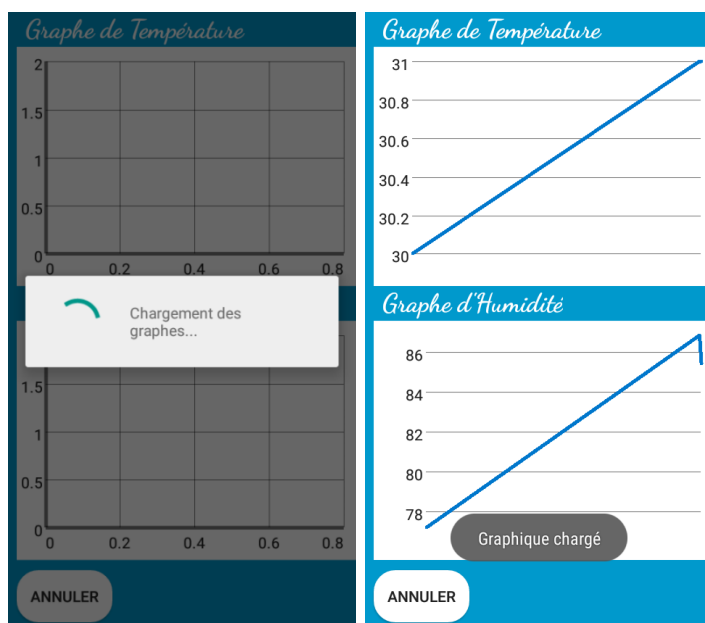 Graphe de Température
2
1.5
1
0.5
0
0 0.2 0.4 0.6 0.8
Chargement des
graphes...
1.5
1
0.5
0
0 0.2 0.4 0.6 0.8
ANNULER
Graphe de Température
31
30.8
30.6
30.4
30.2
30
Graphe d'Humidité
86
84
82
80
78
Graphique chargé
ANNULER